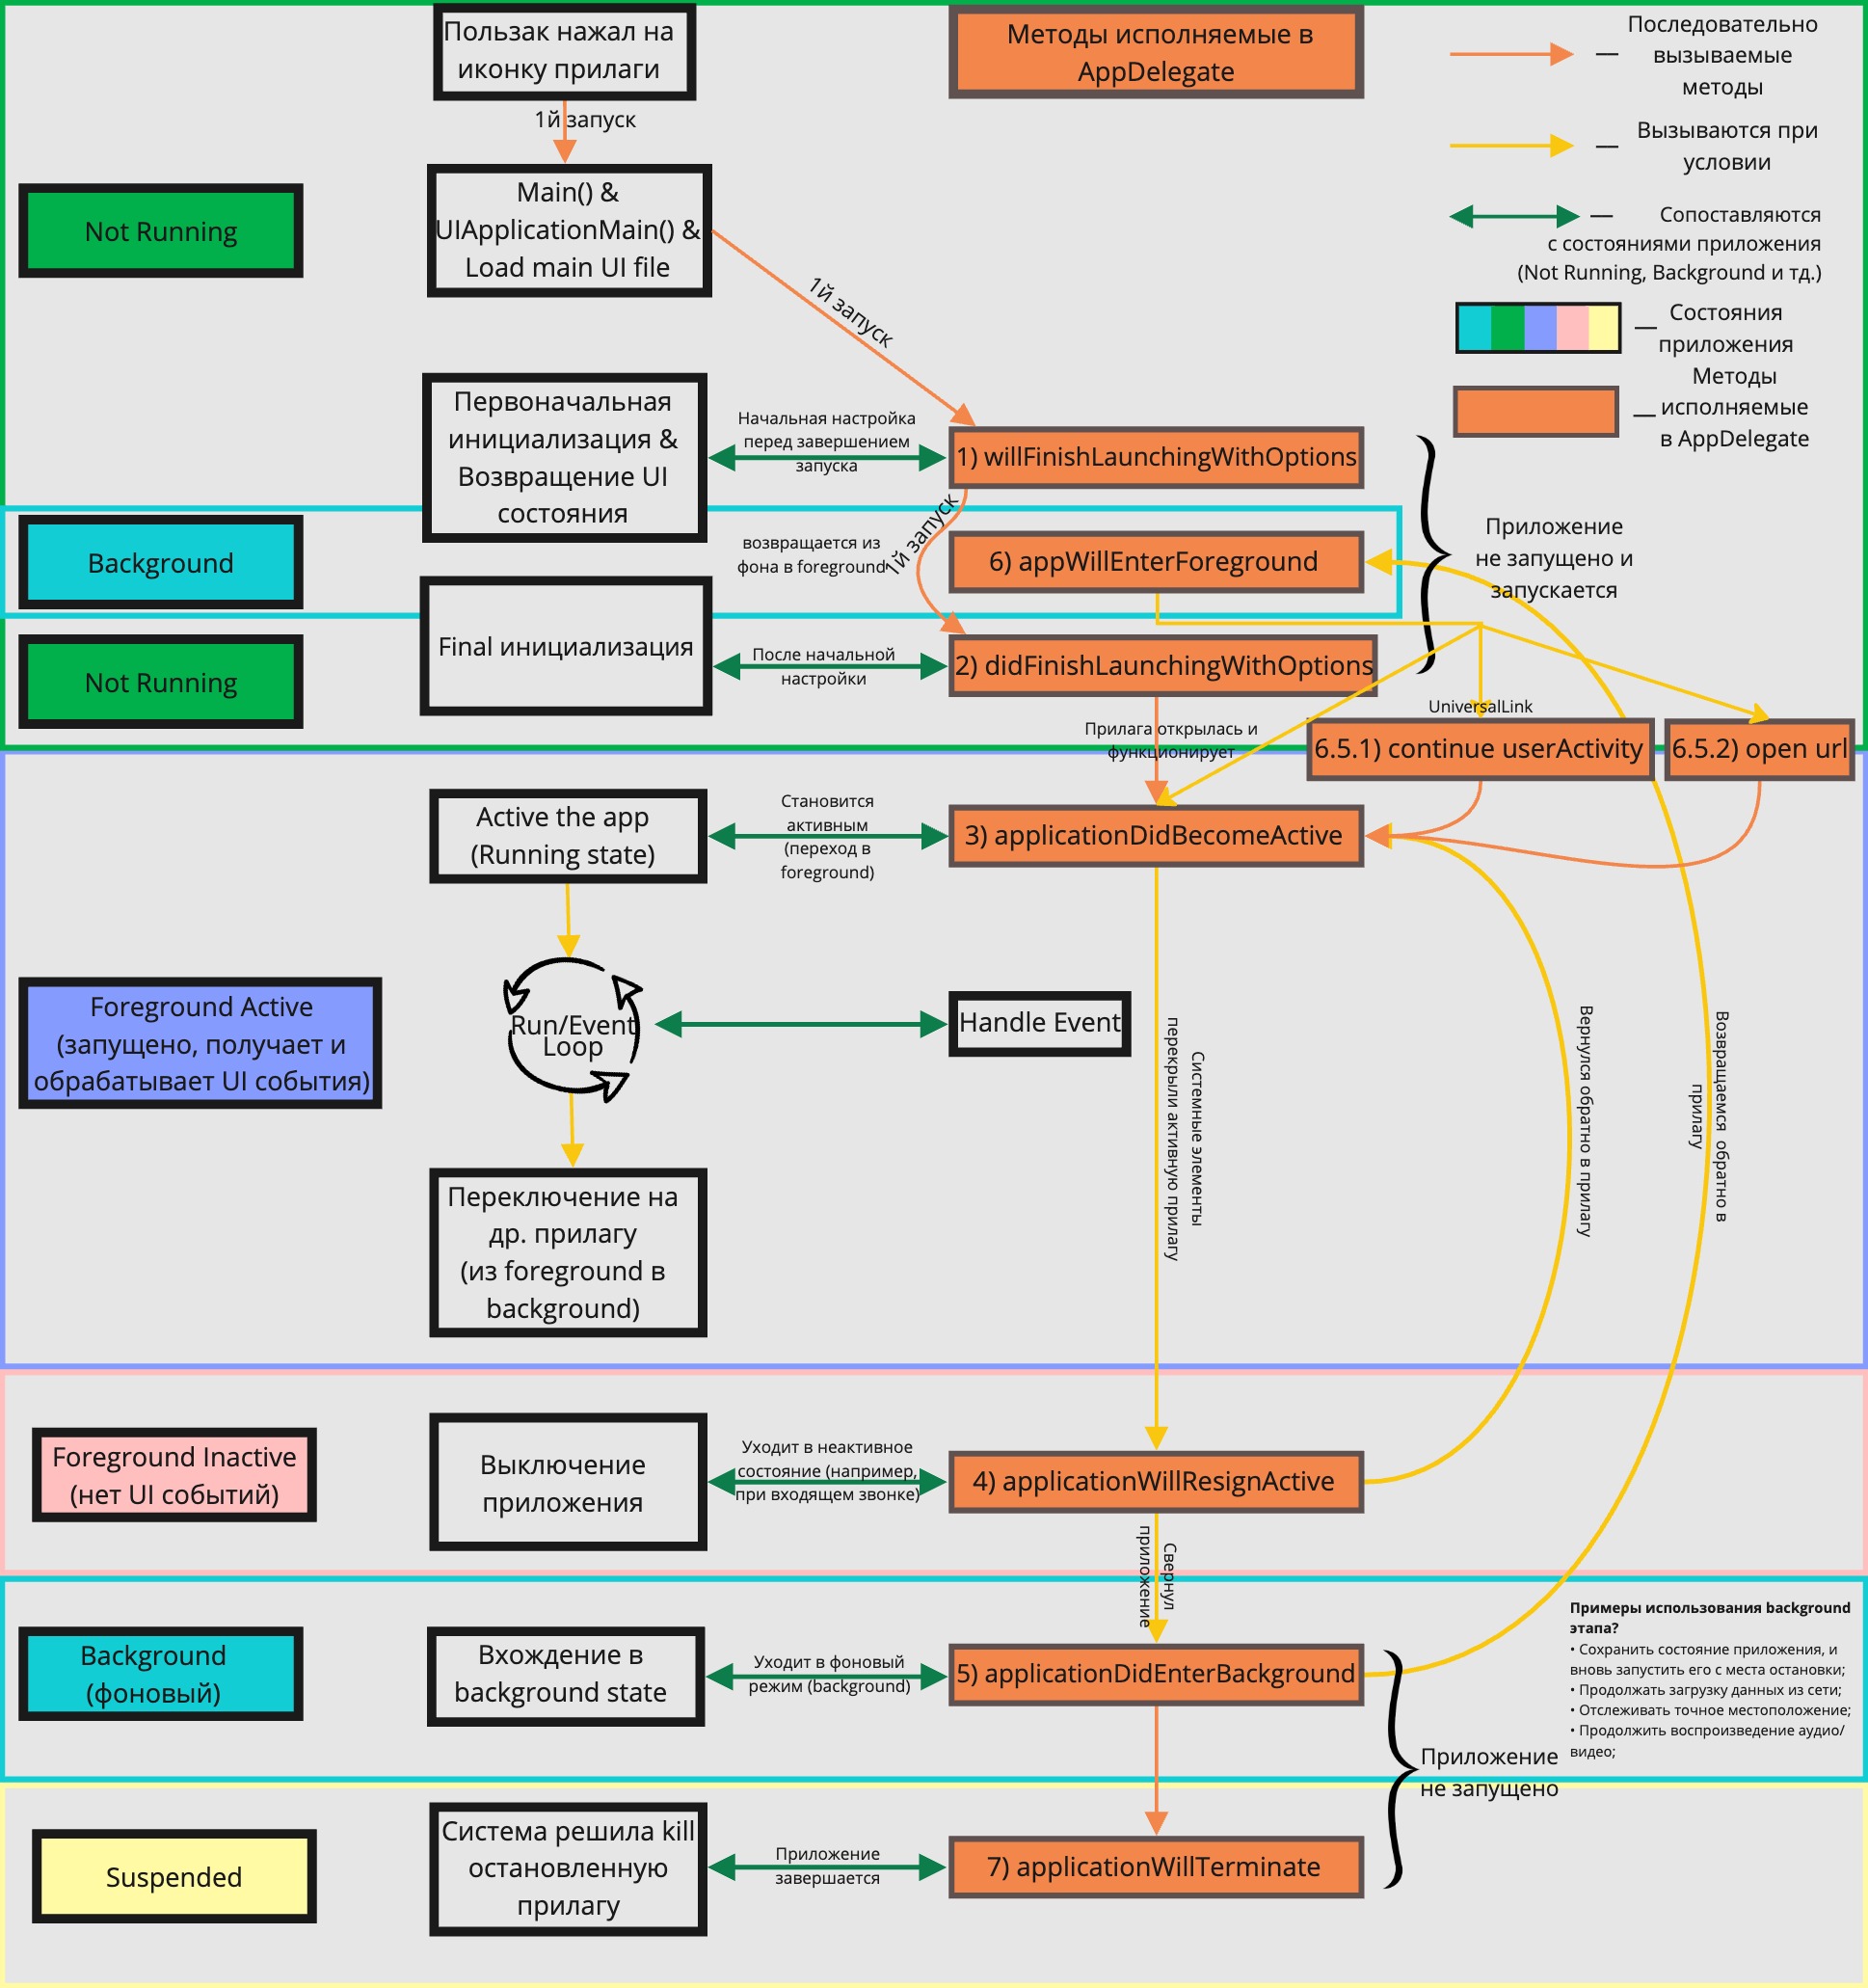 Пользак нажал на
иконку прилаги
Методы исполняемые в
AppDelegate
—
Последовательно
вызываемые
методы
1й запуск
—
Вызываются при
условии
Not Running
Main() &
UIApplicationMain() &
Load main UI file
—
Сопоставляются
с состояниями приложения
(Not Running, Background и тд.)
1й запуск
—
Состояния
приложения
—
Методы
исполняемые
в AppDelegate
Первоначальная
инициализация &
Возвращение UI
состояния
Начальная настройка
перед завершением
запуска
1) willFinishLaunchingWithOptions
1й запуск
Приложение
не запущено и
запускается
Background
возвращается из
фона в foreground
6) appWillEnterForeground
Not Running
Final инициализация
После начальной
настройки
2) didFinishLaunchingWithOptions
UniversalLink
Прилага открылась и
функционирует
6.5.1) continue userActivity
6.5.2) open url
Active the app
(Running state)
Становится
активным
(переход в
foreground)
3) applicationDidBecomeActive
Foreground Active
(запущено, получает и
обрабатывает UI события)
Run/Event
Loop
Handle Event
Системные элементы
перекрыли активную прилагу
Вернулся обратно в прилагу
Возвращаемся обратно в
прилагу
Переключение на
др. прилагу
(из foreground в
background)
Foreground Inactive
(нет UI событий)
Выключение
приложения
Уходит в неактивное
состояние (например,
при входящем звонке)
4) applicationWillResignActive
Свернул
приложение
Background
(фоновый)
Вхождение в
background state
Уходит в фоновый
режим (background)
5) applicationDidEnterBackground
Примеры использования background
этапа?
• Сохранить состояние приложения, и
вновь запустить его с места остановки;
• Продолжать загрузку данных из сети;
• Отслеживать точное местоположение;
• Продолжить воспроизведение аудио/
видео;
Приложение
не запущено
Suspended
Система решила kill
остановленную
прилагу
Приложение
завершается
7) applicationWillTerminate